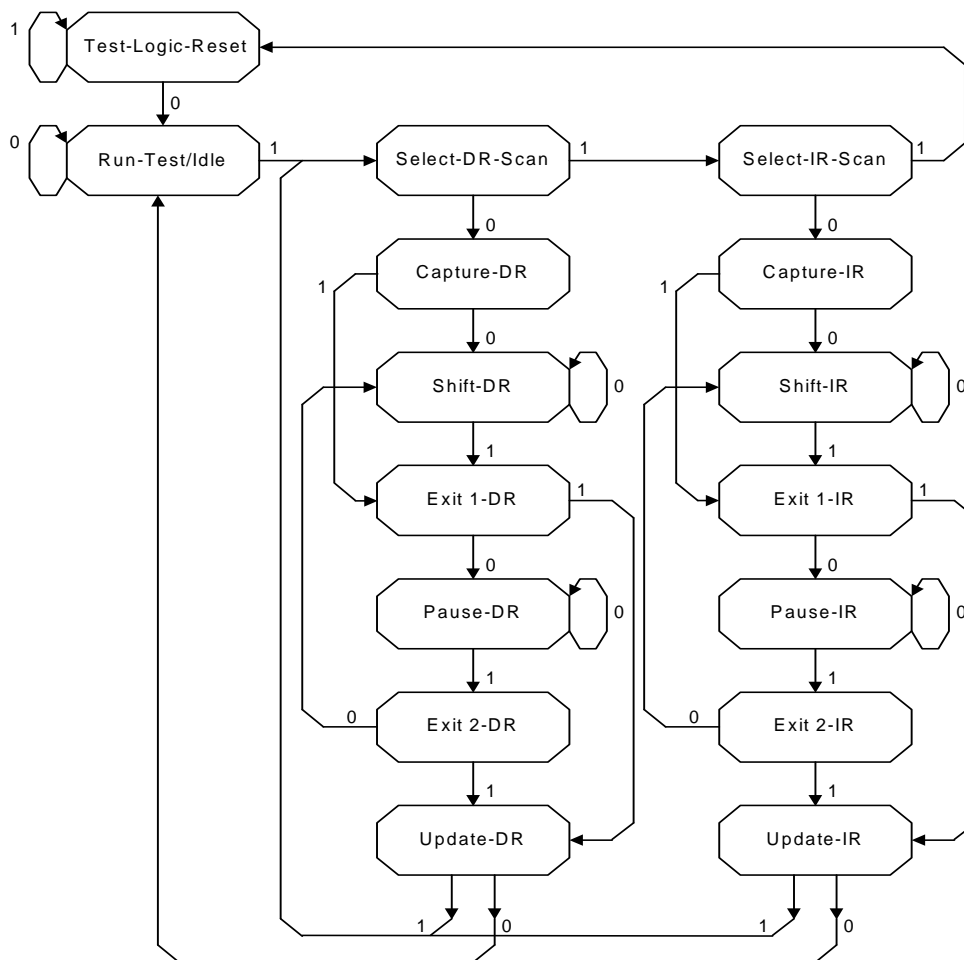 1
Test-Logic-Reset
0
0
Run-Test/Idle
1
Select-DR-Scan
1
Select-IR-Scan
1
0
0
Capture-DR
Capture-IR
1
1
0
0
Shift-DR
0
Shift-IR
0
1
1
Exit 1-DR
1
Exit 1-IR
1
0
0
Pause-DR
0
Pause-IR
0
1
1
0
Exit 2-DR
0
Exit 2-IR
1
1
Update-DR
Update-IR
1
0
1
0